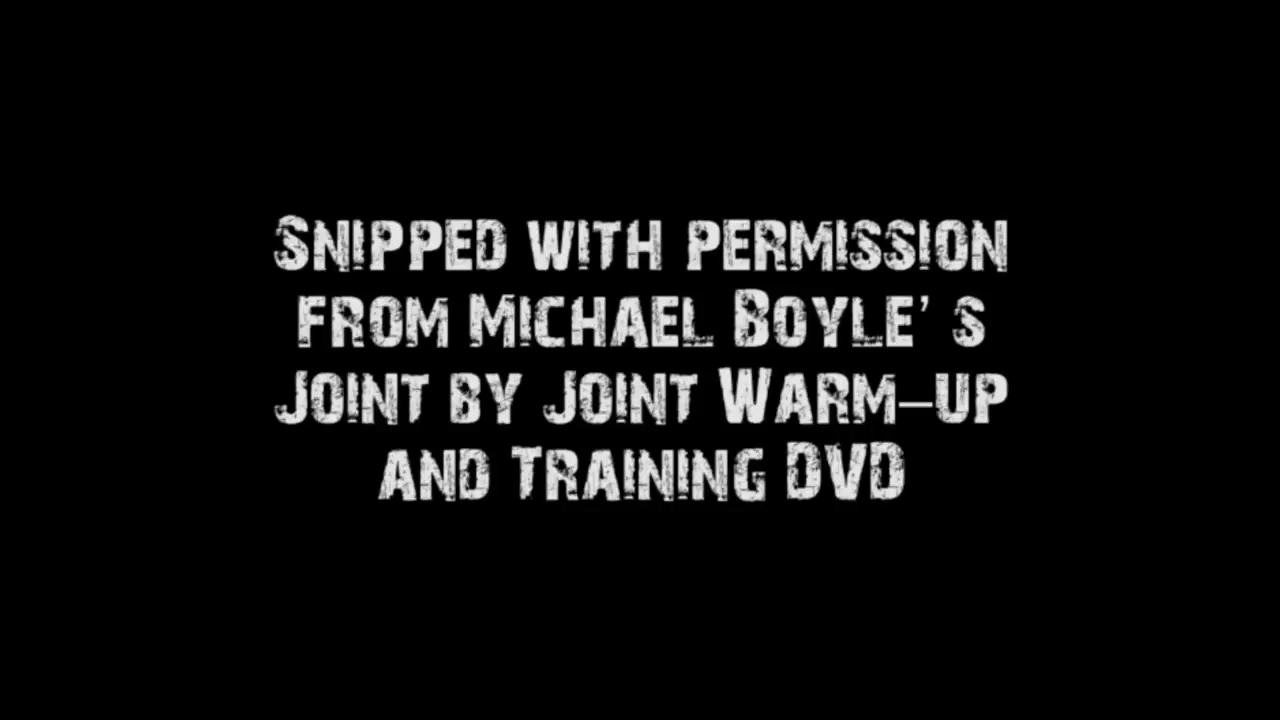 Snipped with permission
from Michael Boyle's
Joint by Joint Warm-up
and Training DVD